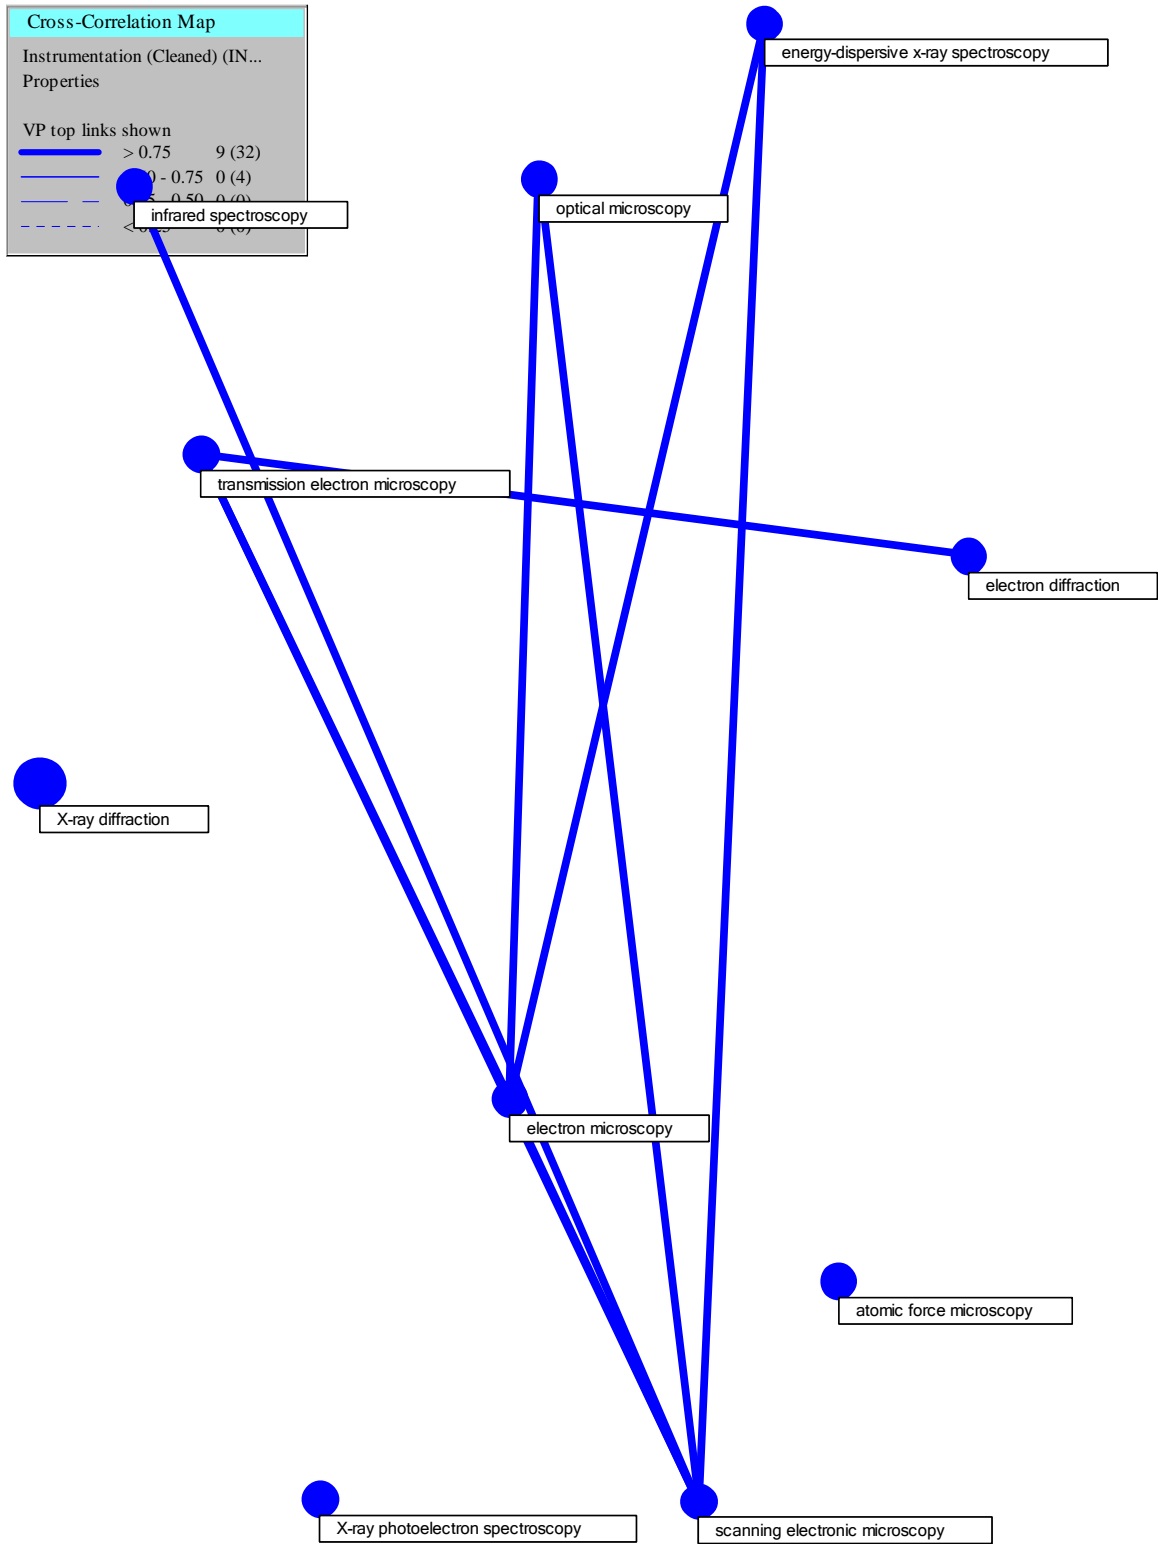 Cross-Correlation Map
Instrumentation (Cleaned) (IN...
Properties
VP top links shown
> 0.75 9 (32)
0 - 0.75 0 (4)
infrared spectroscopy
energy-dispersive x-ray spectroscopy
optical microscopy
transmission electron microscopy
electron diffraction
X-ray diffraction
electron microscopy
atomic force microscopy
X-ray photoelectron spectroscopy
scanning electronic microscopy